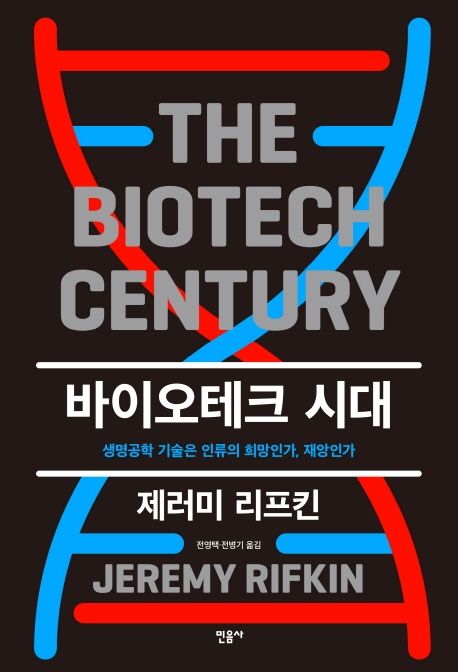 THE
BIOTECH
CENTURY
바이오테크 시대
생명공학 기술은 인류의 희망인가, 재앙인가
제러미 리프킨
전영택·전병기 옮김
JEREMY RIFKIN
민음사